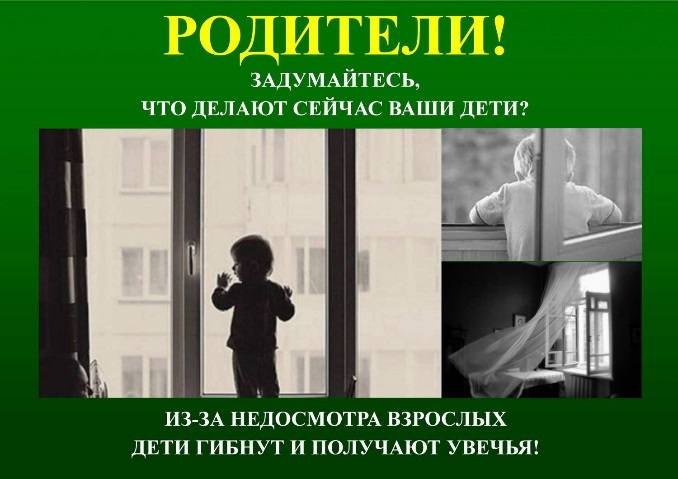 РОДИТЕЛИ!
ЗАДУМАЙТЕСЬ,
ЧТО ДЕЛАЮТ СЕЙЧАС ВАШИ ДЕТИ?
ИЗ-ЗА НЕДОСМОТРА ВЗРОСЛЫХ
ДЕТИ ГИБНУТ И ПОЛУЧАЮТ УВЕЧЬЯ!